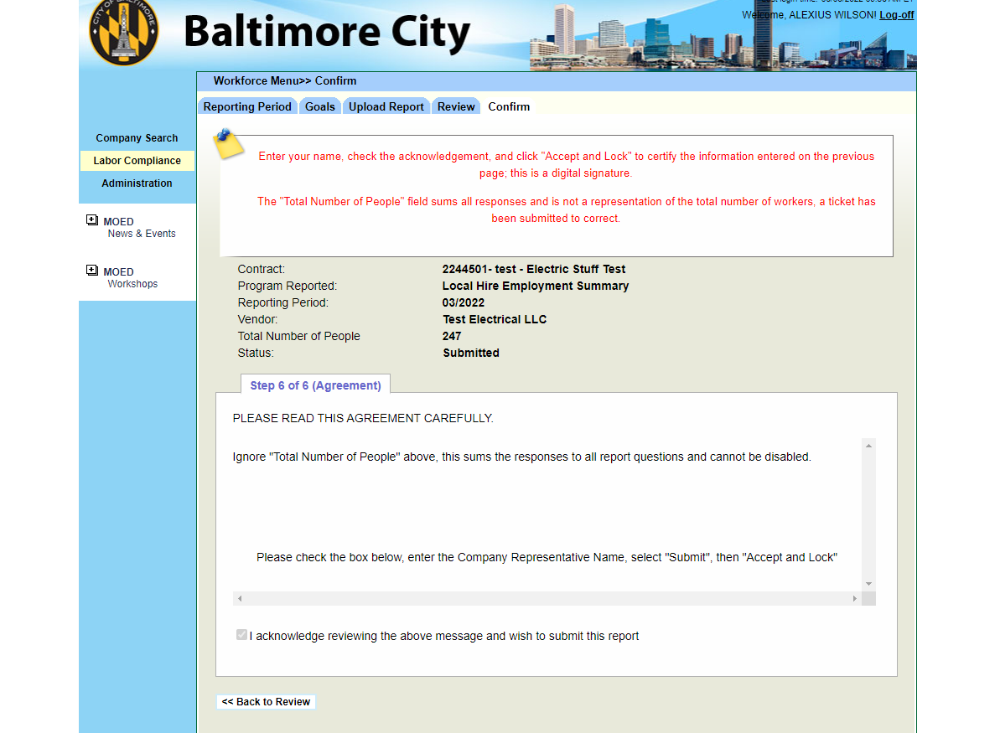 CITY OF BALTIMORE
Baltimore City
Welcome, ALEXIUS WILSON! Log-off
Workforce Menu>> Confirm
Reporting Period Goals Upload Report Review Confirm
Company Search
Labor Compliance
Administration
MOED
News & Events
MOED
Workshops
Enter your name, check the acknowledgement, and click "Accept and Lock" to certify the information entered on the previous
page; this is a digital signature.
The "Total Number of People" field sums all responses and is not a representation of the total number of workers, a ticket has
been submitted to correct.
Contract: 2244501- test - Electric Stuff Test
Program Reported: Local Hire Employment Summary
Reporting Period: 03/2022
Vendor: Test Electrical LLC
Total Number of People 247
Status: Submitted
Step 6 of 6 (Agreement)
PLEASE READ THIS AGREEMENT CAREFULLY.
Ignore "Total Number of People" above, this sums the responses to all report questions and cannot be disabled.
Please check the box below, enter the Company Representative Name, select "Submit", then "Accept and Lock"
I acknowledge reviewing the above message and wish to submit this report
<< Back to Review